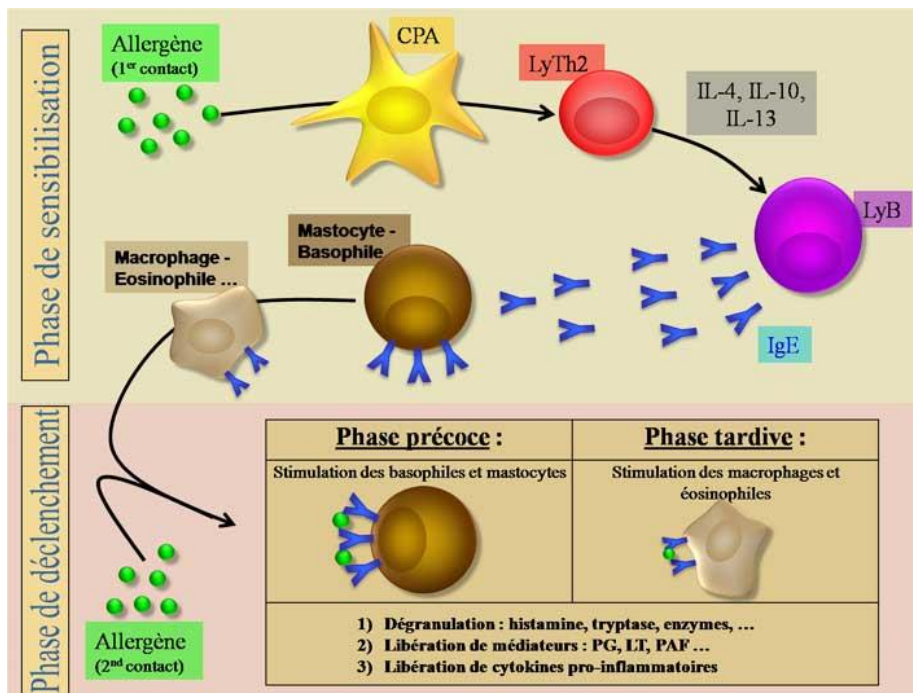 Phase de sensibilisation
Allergène
(1er contact)
CPA
LyTh2
IL-4, IL-10,
IL-13
LyB
Macrophage -
Eosinophile ...
Mastocyte -
Basophile
IgE
Phase de déclenchement
Allergène
(2nd contact)
Phase précoce :
Stimulation des basophiles et mastocytes
Phase tardive :
Stimulation des macrophages et
éosinophiles
1) Dégranulation : histamine, tryptase, enzymes, ...
2) Libération de médiateurs : PG, LT, PAF ...
3) Libération de cytokines pro-inflammatoires